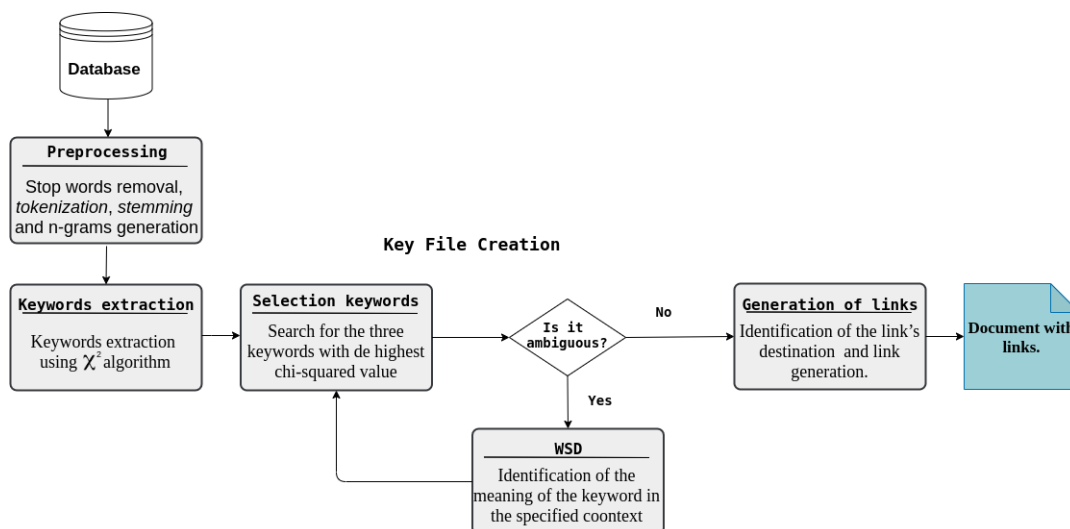 Database
Preprocessing
Stop words removal,
tokenization, stemming
and n-grams generation
Key File Creation
Keywords extraction
Keywords extraction
using χ² algorithm
Selection keywords
Search for the three
keywords with de highest
chi-squared value
Is it
ambiguous?
No
Yes
WSD
Identification of the
meaning of the keyword in
the specified coontext
Generation of links
Identification of the link's
destination and link
generation.
Document with
links.